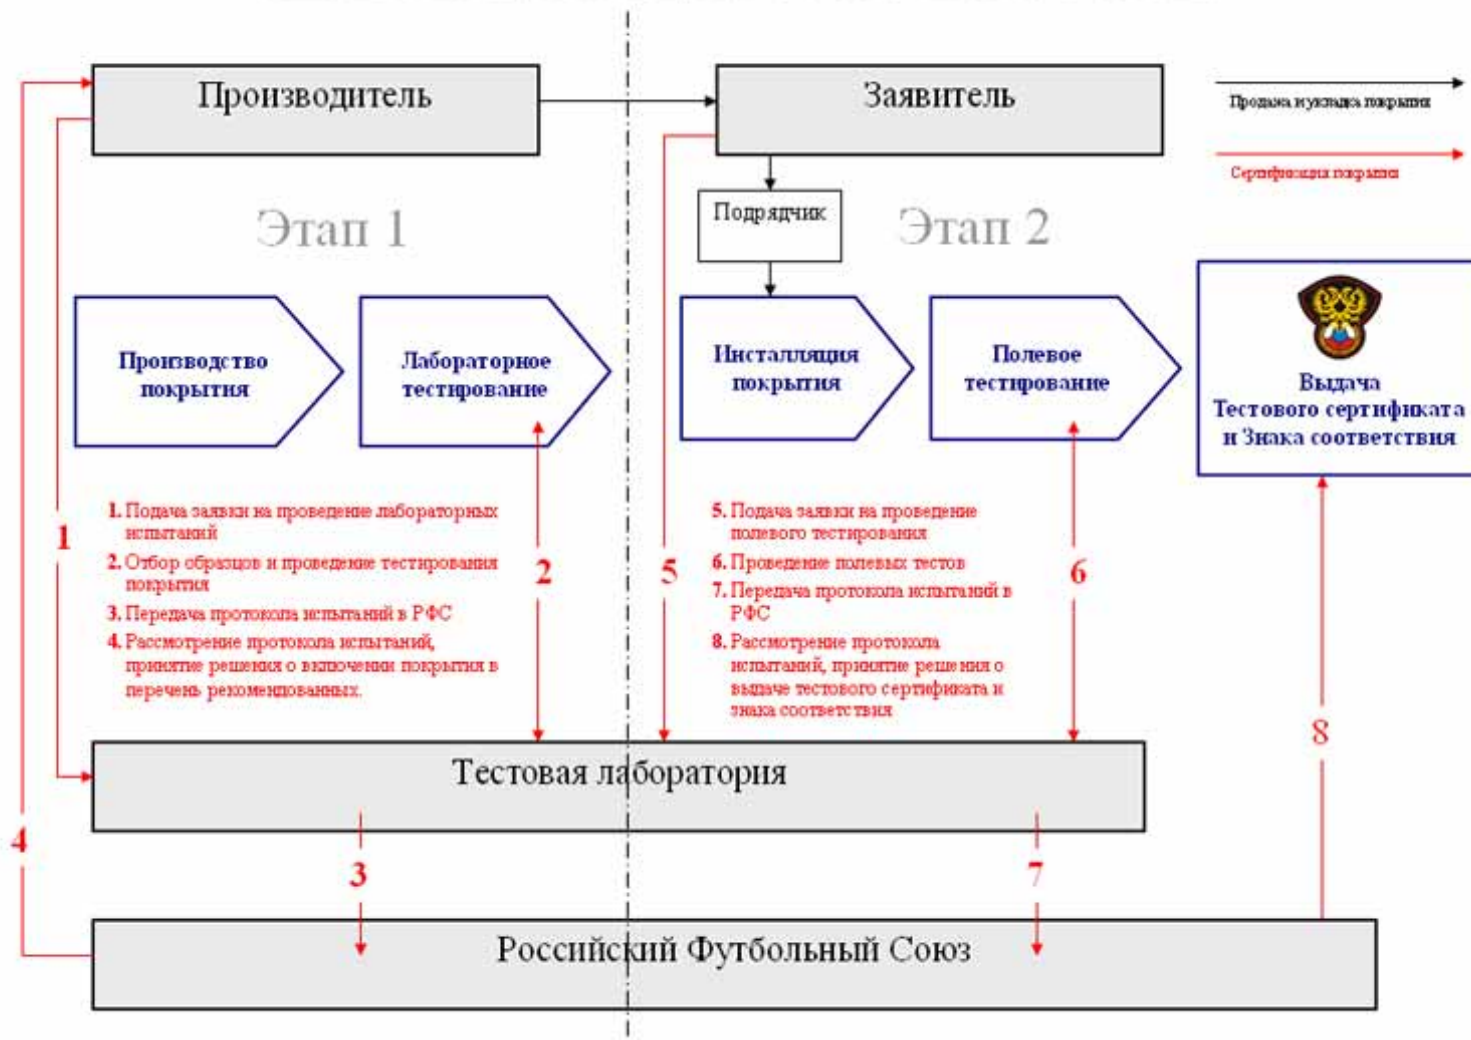 Производитель
Заявитель
Продажа и укладка покрытия
Сертификация покрытия
Этап 1
Подрядчик
Этап 2
Производство
покрытия
Лабораторное
тестирование
Инсталляция
покрытия
Полевое
тестирование
Выдача
Тестового сертификата
и Знака соответствия
1. Подача заявки на проведение лабораторных
испытаний
2. Отбор образцов и проведение тестирования
покрытия
3. Передача протокола испытаний в РФС
4. Рассмотрение протокола испытаний,
принятие решения о включении покрытия в
перечень рекомендованных.
5. Подача заявки на проведение
полевого тестирования
6. Проведение полевых тестов
7. Передача протокола испытаний в
РФС
8. Рассмотрение протокола
испытаний, принятие решения о
выдаче тестового сертификата и
знака соответствия
1
2
5
6
8
Тестовая лаборатория
4
3
7
Российский Футбольный Союз